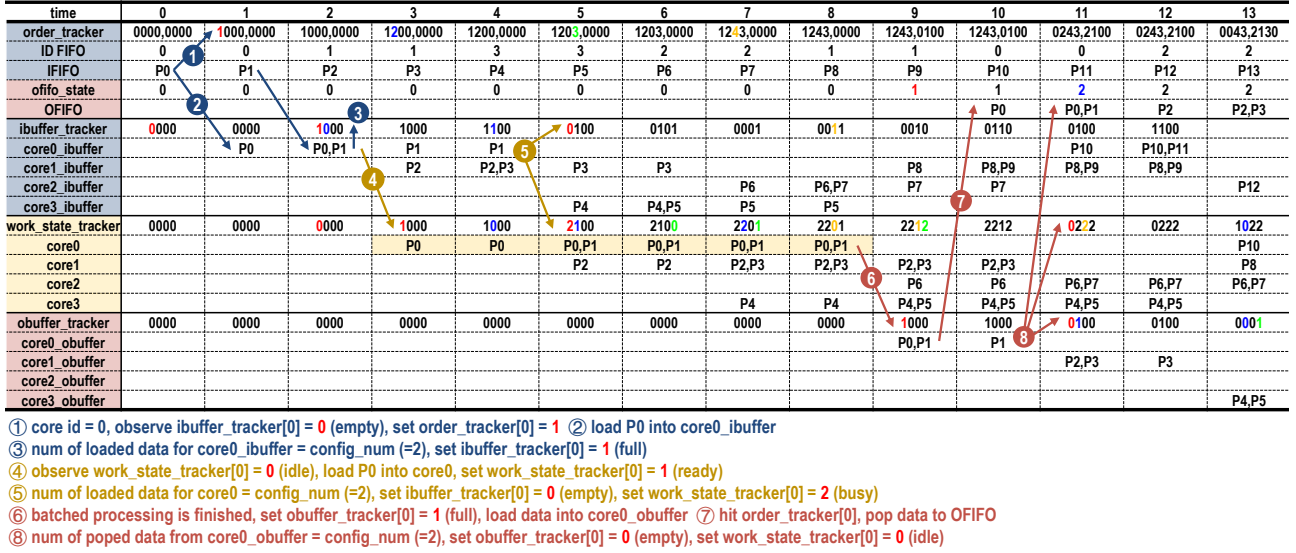 time 0 1 2 3 4 5 6 7 8 9 10 11 12 13
order_tracker 0000,0000 1000,0000 1000,0000 1200,0000 1200,0000 1203,0000 1203,0000 1243,0000 1243,0000 1243,0100 1243,0100 0243,2100 0243,2100 0043,2130
ID FIFO 0 0 1 1 3 3 2 2 1 1 0 0 2 2
IFIFO P0 P1 P2 P3 P4 P5 P6 P7 P8 P9 P10 P11 P12 P13
ofifo_state 0 0 0 0 0 0 0 0 0 1 1 2 2 2
OFIFO P0 P0,P1 P2 P2,P3
ibuffer_tracker 0000 0000 1000 1000 1100 0100 0101 0001 0011 0010 0110 0100 1100
core0_ibuffer P0 P0,P1 P1 P1 P10 P10,P11
core1_ibuffer P2 P2,P3 P3 P3 P8 P8,P9 P8,P9 P8,P9
core2_ibuffer P6 P6,P7 P7 P7 P12
core3_ibuffer P4 P4,P5 P5 P5
work_state_tracker 0000 0000 0000 1000 1000 2100 2100 2201 2201 2212 2212 0222 0222 1022
core0 P0 P0 P0,P1 P0,P1 P0,P1 P0,P1 P10
core1 P2 P2 P2,P3 P2,P3 P2,P3 P2,P3 P8
core2 P6 P6 P6,P7 P6,P7 P6,P7
core3 P4 P4 P4,P5 P4,P5 P4,P5 P4,P5
obuffer_tracker 0000 0000 0000 0000 0000 0000 0000 0000 0000 1000 1000 0100 0100 0001
core0_obuffer P0,P1 P1
core1_obuffer P2,P3 P3
core2_obuffer
core3_obuffer P4,P5
1
2
3
4
5
6
7
8
① core id = 0, observe ibuffer_tracker[0] = 0 (empty), set order_tracker[0] = 1 ② load P0 into core0_ibuffer
③ num of loaded data for core0_ibuffer = config_num (=2), set ibuffer_tracker[0] = 1 (full)
④ observe work_state_tracker[0] = 0 (idle), load P0 into core0, set work_state_tracker[0] = 1 (ready)
⑤ num of loaded data for core0 = config_num (=2), set ibuffer_tracker[0] = 0 (empty), set work_state_tracker[0] = 2 (busy)
⑥ batched processing is finished, set obuffer_tracker[0] = 1 (full), load data into core0_obuffer ⑦ hit order_tracker[0], pop data to OFIFO
⑧ num of poped data from core0_obuffer = config_num (=2), set obuffer_tracker[0] = 0 (empty), set work_state_tracker[0] = 0 (idle)